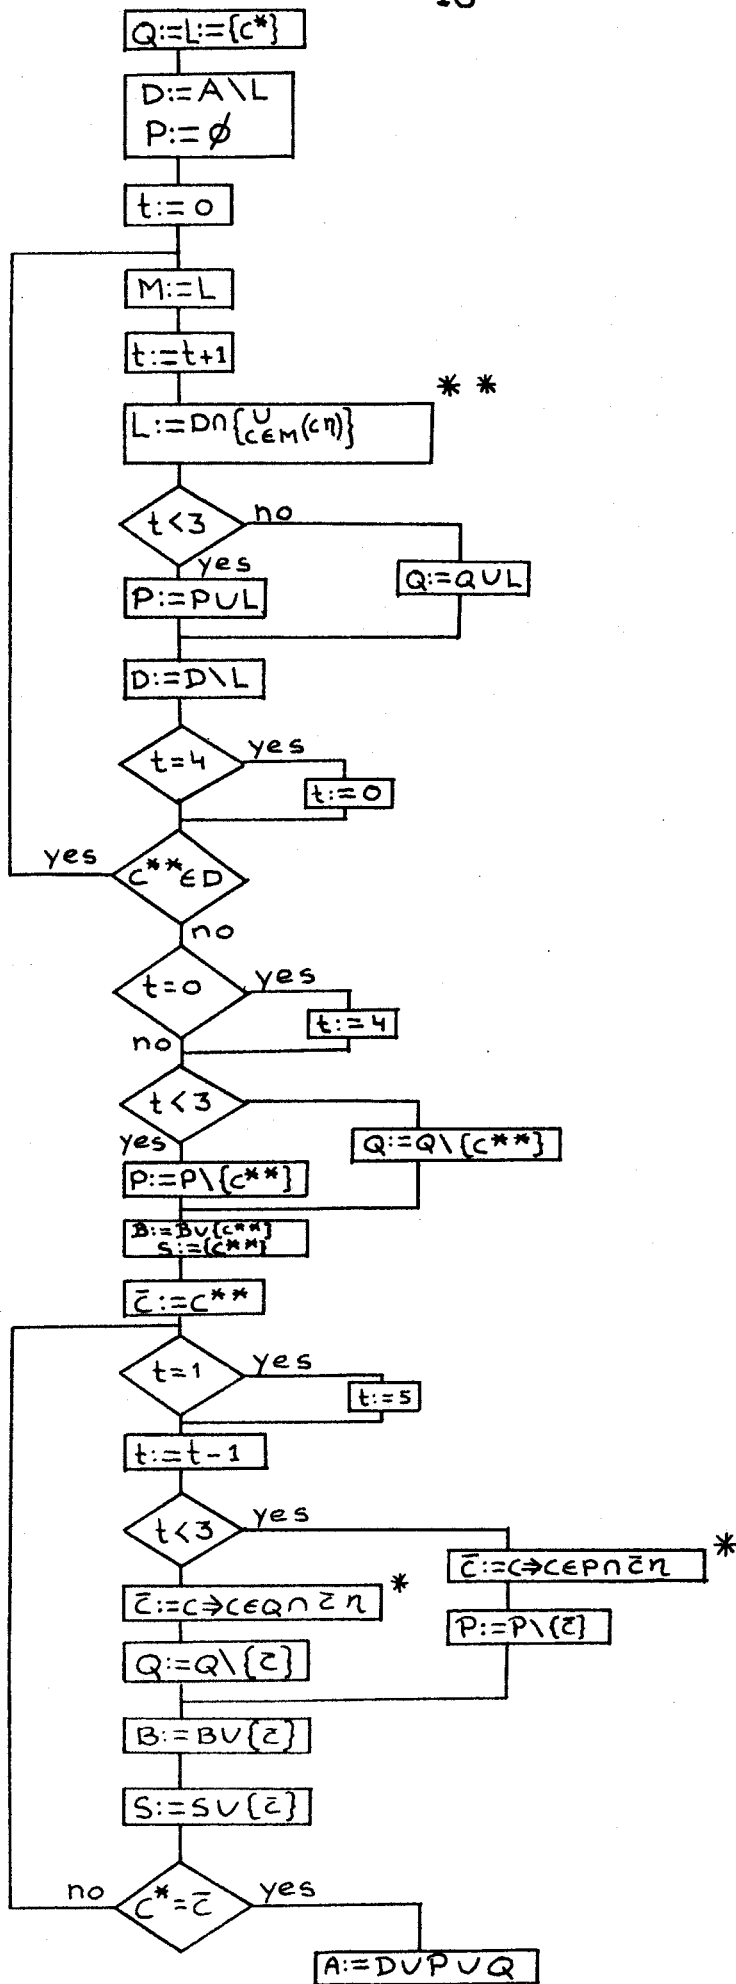 Q:=L:={c*}
D:=A\L
P:=∅
t:=0
M:=L
t:=t+1
* *
L:=D∩{∪
c∈M(cη)}
t<3
no
yes
Q:=Q∪L
P:=P∪L
D:=D\L
t=4
yes
t:=0
yes
c**∈D
no
t=0
yes
t:=4
no
t<3
yes
Q:=Q\{c**}
P:=P\{c**}
B:=B∪{c**}
S:={c**}
c̄:=c**
t=1
yes
t:=5
t:=t-1
t<3
yes
*
c̄:=c⇒c∈P∩c̄η
*
c̄:=c⇒c∈Q∩c̄η
P:=P\{c̄}
Q:=Q\{c̄}
B:=B∪{c̄}
S:=S∪{c̄}
no
c*=c̄
yes
A:=D∪P∪Q